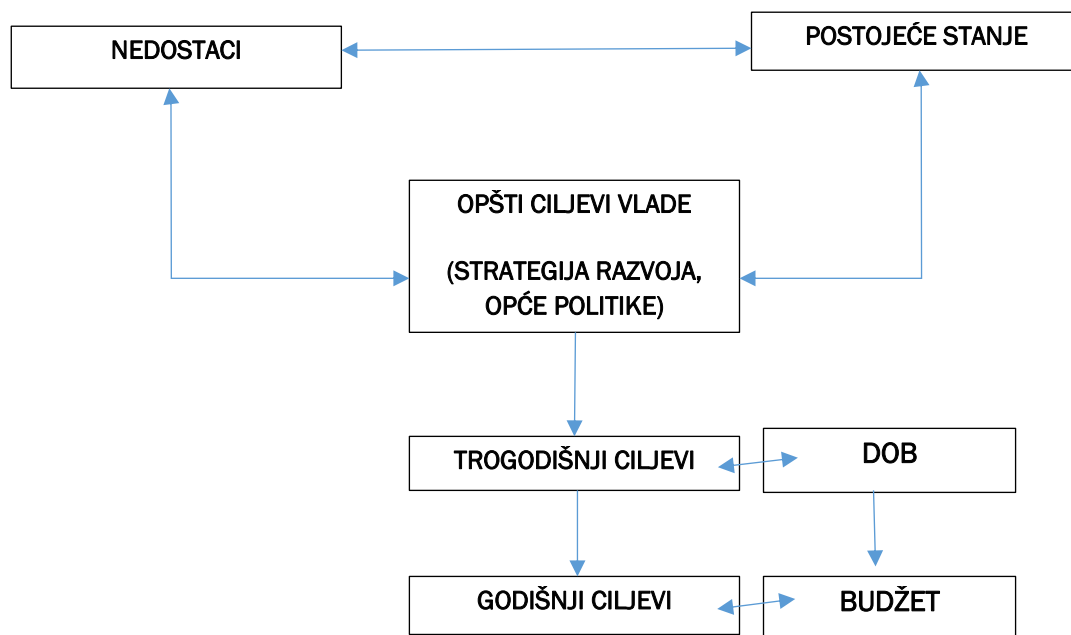 NEDOSTACI
POSTOJEĆE STANJE
OPŠTI CILJEVI VLADE
(STRATEGIJA RAZVOJA,
OPĆE POLITIKE)
TROGODIŠNJI CILJEVI
DOB
GODIŠNJI CILJEVI
BUDŽET